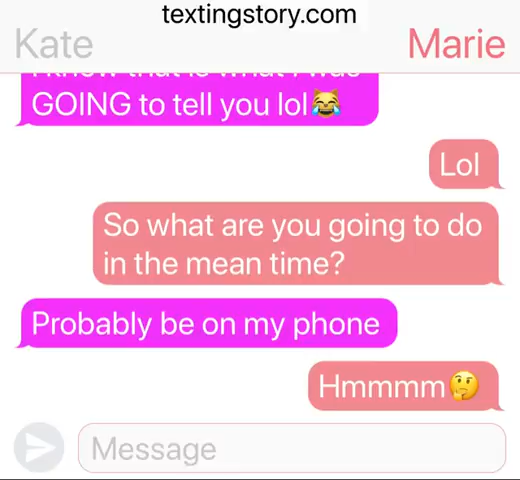 textingstory.com
Kate
Marie
GOING to tell you lol😹
Lol
So what are you going to do
in the mean time?
Probably be on my phone
Hmmmm🤔
Message